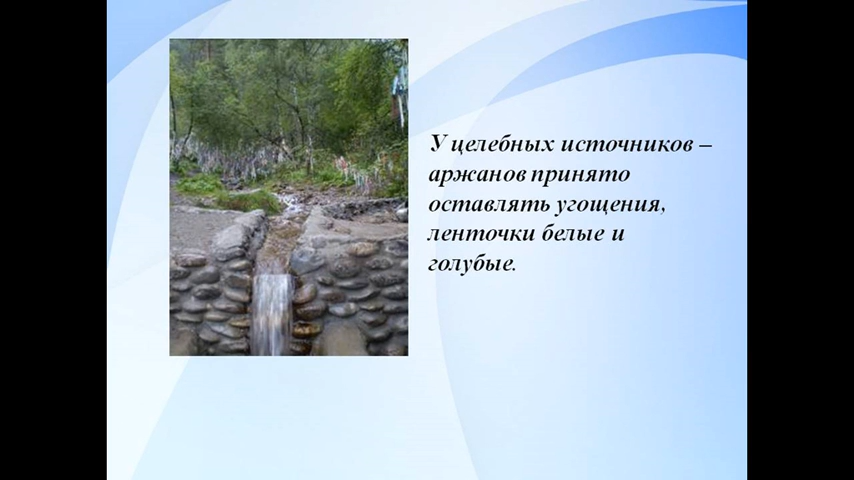 У целебных источников –
аржанов принято
оставлять угощения,
ленточки белые и
голубые.